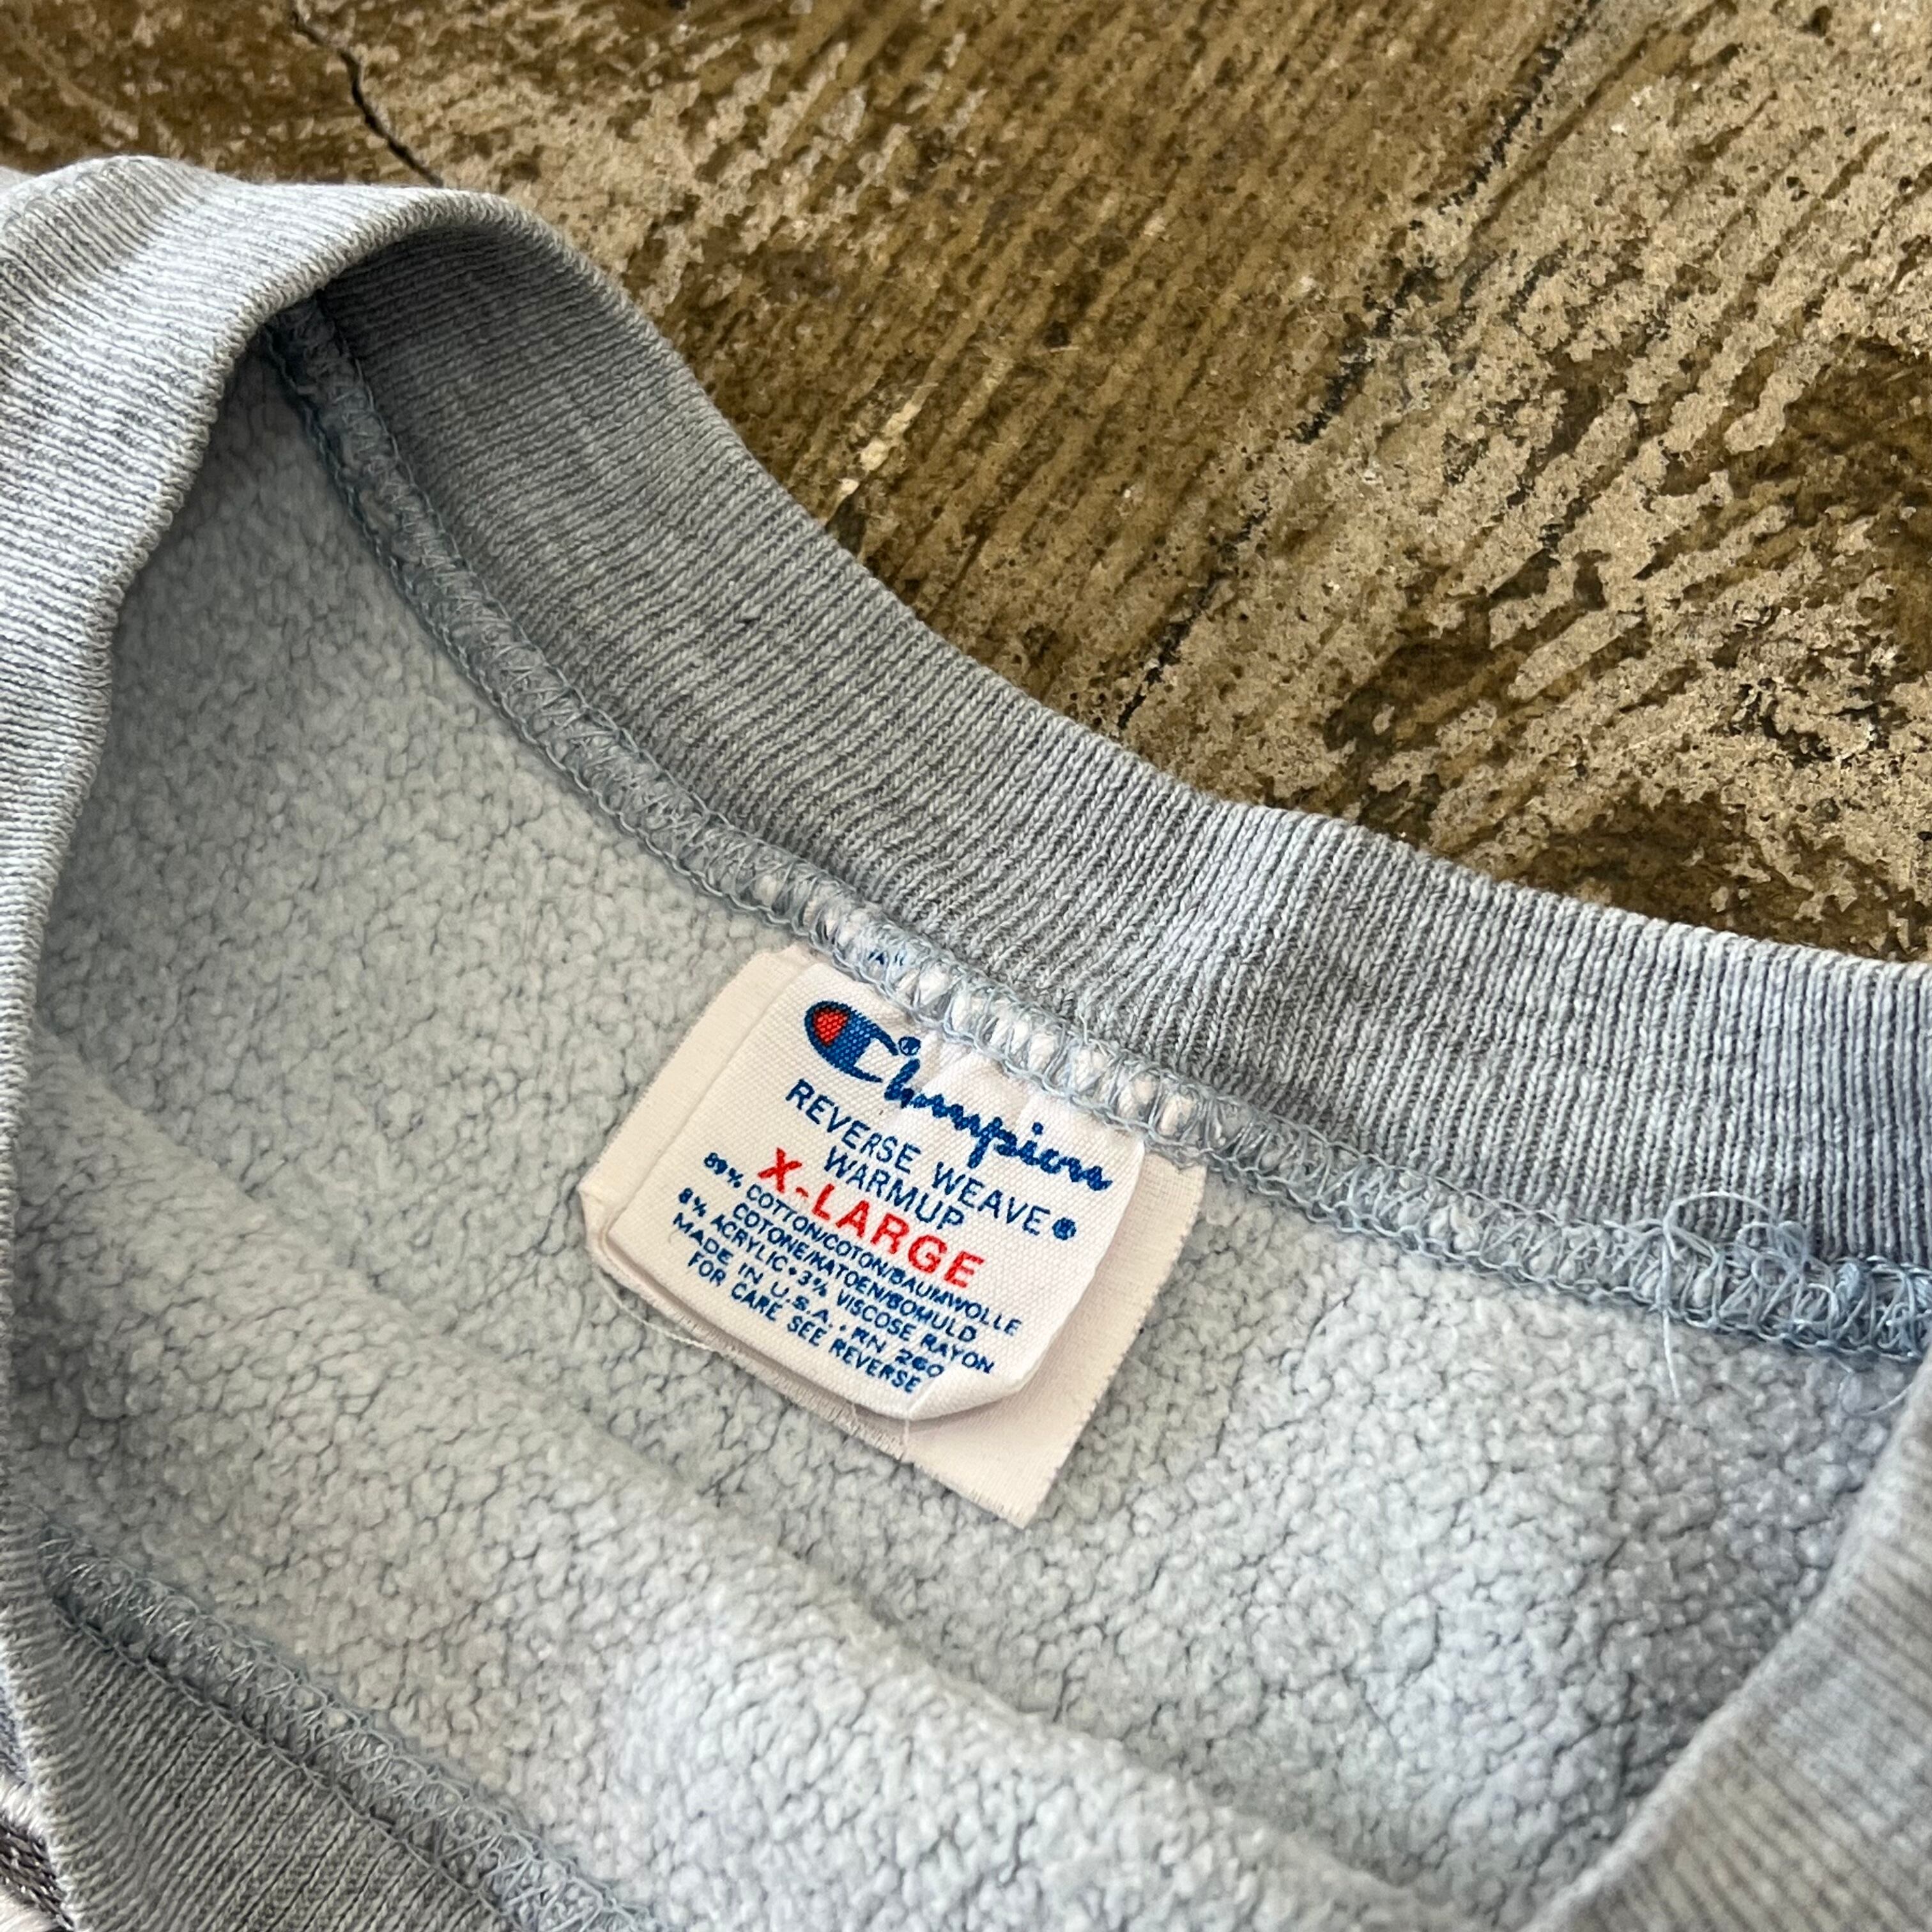 Champion
REVERSE WEAVE®
WARMUP
X-LARGE
89% COTTON/COTON/BAUMWOLLE
COTONE/KATOEN/BOMULD
8% ACRYLIC•3% VISCOSE RAYON
MADE IN U.S.A. • RN 260
FOR CARE SEE REVERSE